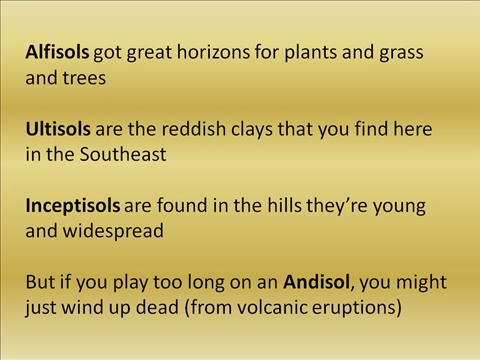 Alfisols got great horizons for plants and grass
and trees
Ultisols are the reddish clays that you find here
in the Southeast
Inceptisols are found in the hills they’re young
and widespread
But if you play too long on an Andisol, you might
just wind up dead (from volcanic eruptions)